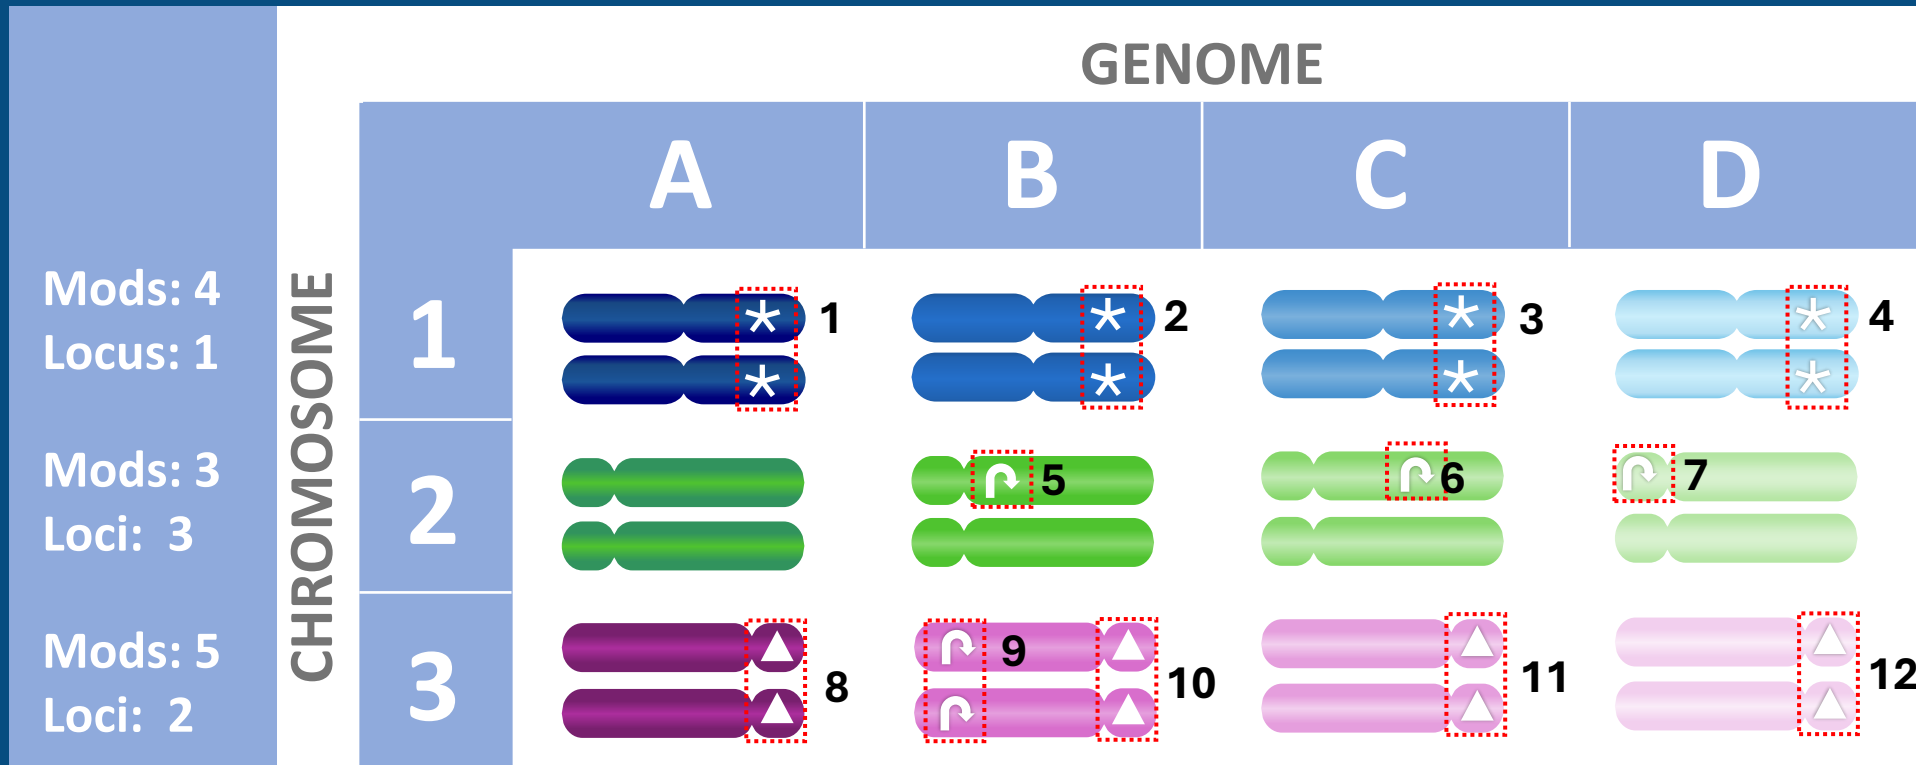 GENOME
A B C D
CHROMOSOME
Mods: 4
Locus: 1
1
1 2 3 4
Mods: 3
Loci: 3
2
5 6 7
Mods: 5
Loci: 2
3
9
8 10 11 12